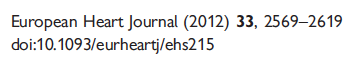 European Heart Journal (2012) 33, 2569–2619
doi:10.1093/eurheartj/ehs215